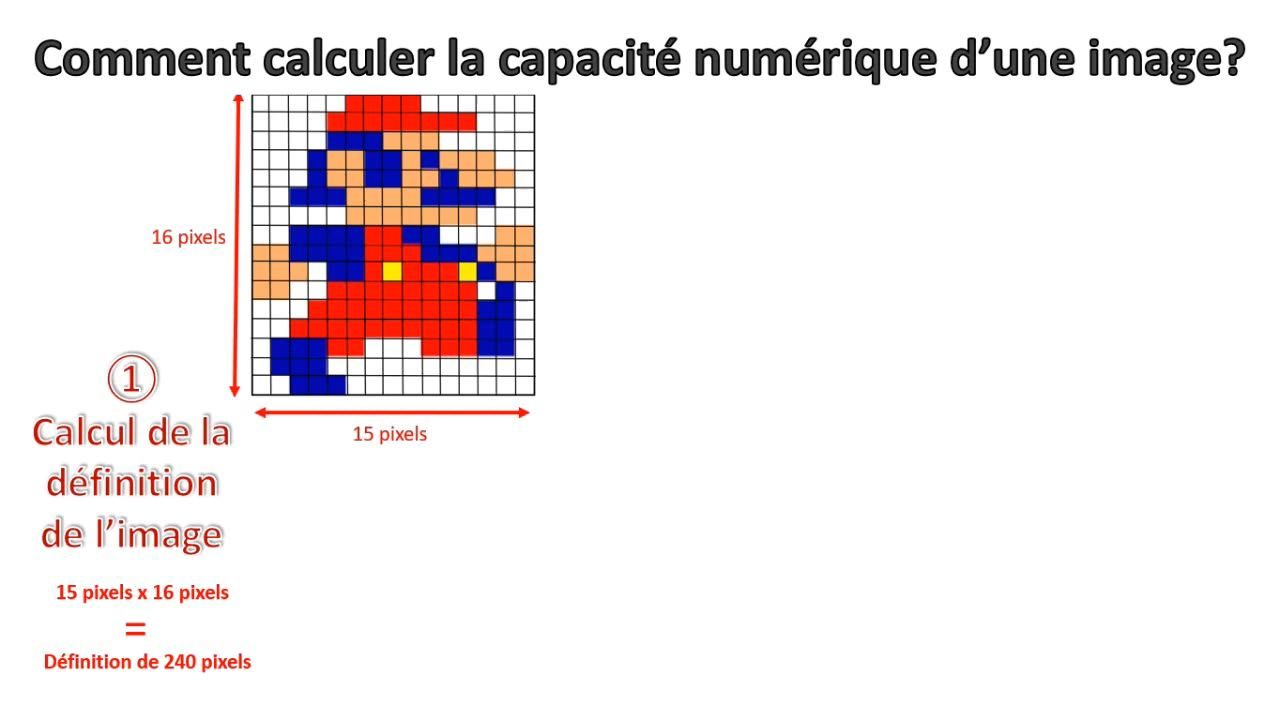 Comment calculer la capacité numérique d’une image?
16 pixels
15 pixels
1
Calcul de la
définition
de l’image
15 pixels x 16 pixels
=
Définition de 240 pixels